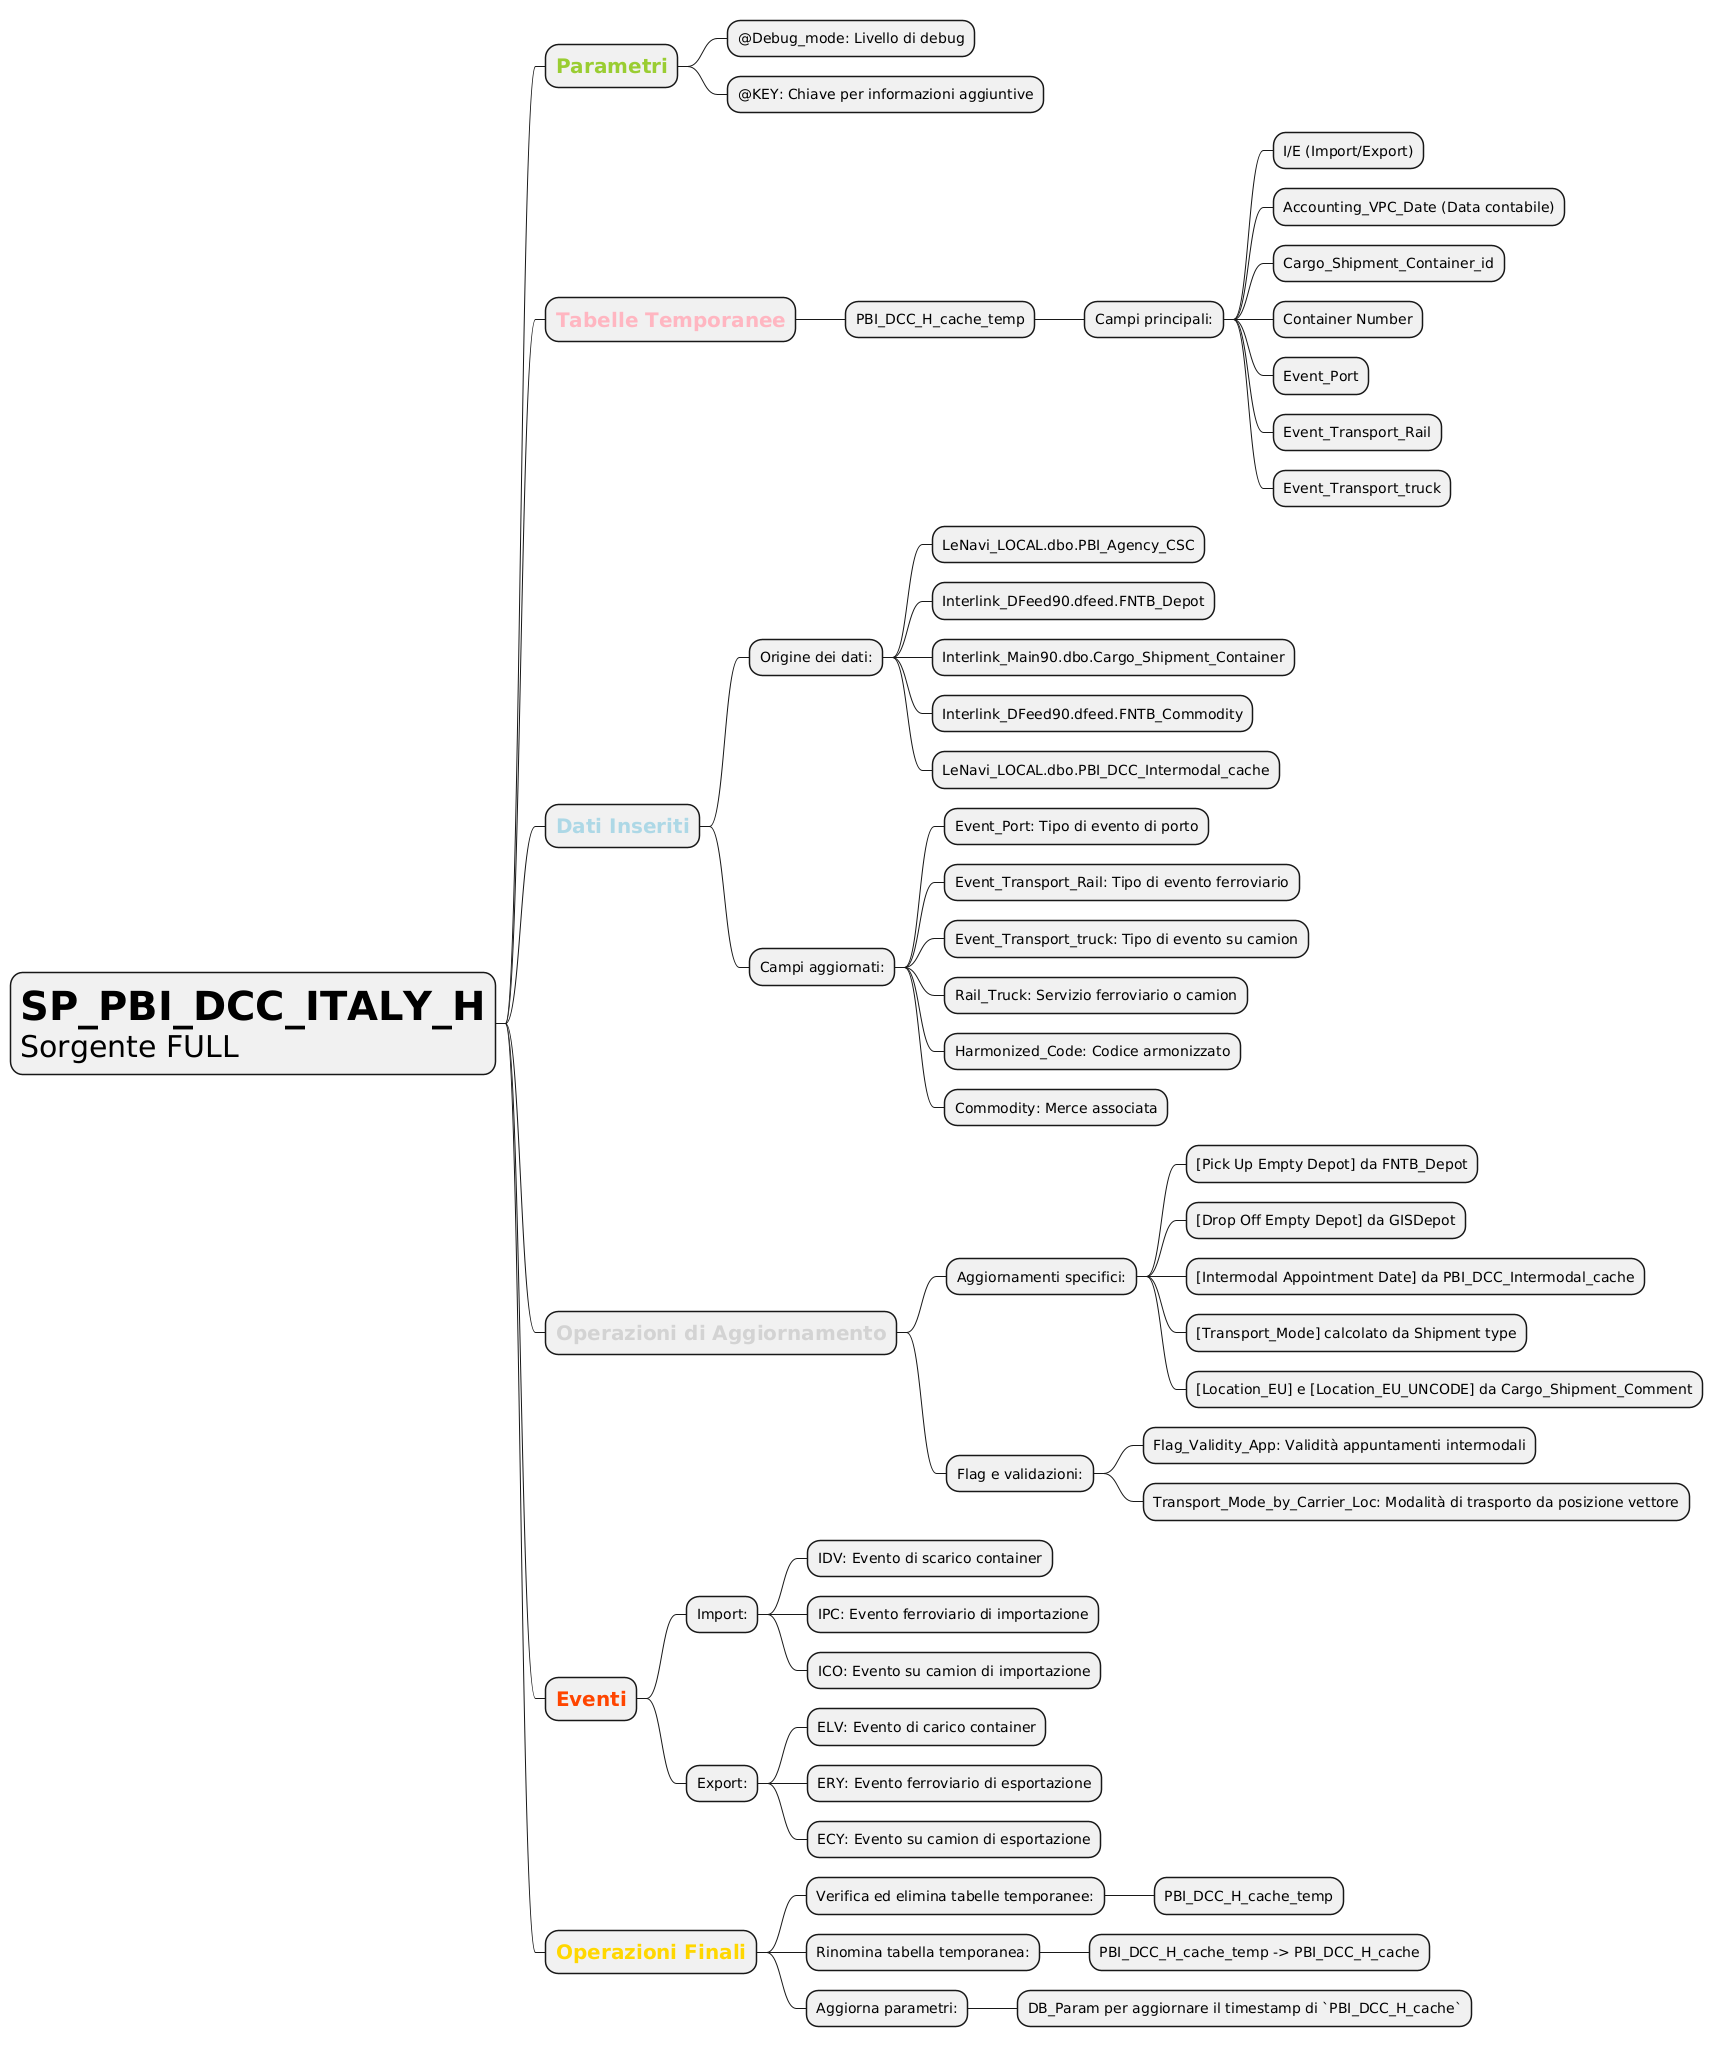 SP_PBI_DCC_ITALY_H
Sorgente FULL
Parametri
@Debug_mode: Livello di debug
@KEY: Chiave per informazioni aggiuntive
Tabelle Temporanee
PBI_DCC_H_cache_temp
Campi principali:
I/E (Import/Export)
Accounting_VPC_Date (Data contabile)
Cargo_Shipment_Container_id
Container Number
Event_Port
Event_Transport_Rail
Event_Transport_truck
Dati Inseriti
Origine dei dati:
LeNavi_LOCAL.dbo.PBI_Agency_CSC
Interlink_DFeed90.dfeed.FNTB_Depot
Interlink_Main90.dbo.Cargo_Shipment_Container
Interlink_DFeed90.dfeed.FNTB_Commodity
LeNavi_LOCAL.dbo.PBI_DCC_Intermodal_cache
Campi aggiornati:
Event_Port: Tipo di evento di porto
Event_Transport_Rail: Tipo di evento ferroviario
Event_Transport_truck: Tipo di evento su camion
Rail_Truck: Servizio ferroviario o camion
Harmonized_Code: Codice armonizzato
Commodity: Merce associata
Operazioni di Aggiornamento
Aggiornamenti specifici:
[Pick Up Empty Depot] da FNTB_Depot
[Drop Off Empty Depot] da GISDepot
[Intermodal Appointment Date] da PBI_DCC_Intermodal_cache
[Transport_Mode] calcolato da Shipment type
[Location_EU] e [Location_EU_UNCODE] da Cargo_Shipment_Comment
Flag e validazioni:
Flag_Validity_App: Validità appuntamenti intermodali
Transport_Mode_by_Carrier_Loc: Modalità di trasporto da posizione vettore
Eventi
Import:
IDV: Evento di scarico container
IPC: Evento ferroviario di importazione
ICO: Evento su camion di importazione
Export:
ELV: Evento di carico container
ERY: Evento ferroviario di esportazione
ECY: Evento su camion di esportazione
Operazioni Finali
Verifica ed elimina tabelle temporanee:
PBI_DCC_H_cache_temp
Rinomina tabella temporanea:
PBI_DCC_H_cache_temp -> PBI_DCC_H_cache
Aggiorna parametri:
DB_Param per aggiornare il timestamp di `PBI_DCC_H_cache`